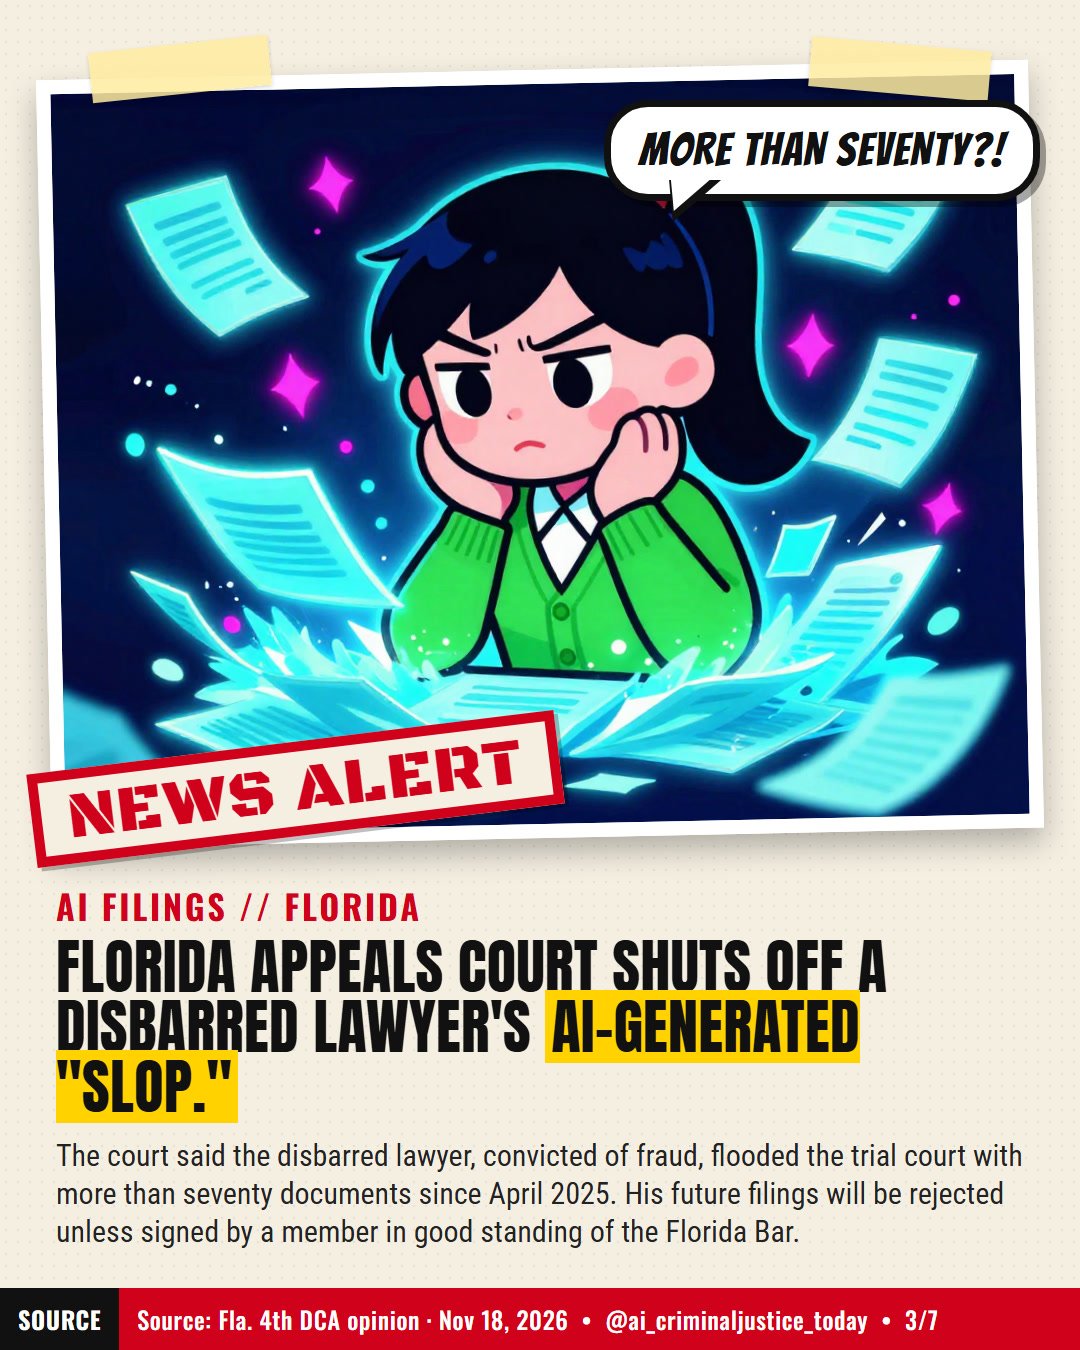 MORE THAN SEVENTY?!
NEWS ALERT
AI FILINGS // FLORIDA
FLORIDA APPEALS COURT SHUTS OFF A
DISBARRED LAWYER'S AI-GENERATED
"SLOP."
The court said the disbarred lawyer, convicted of fraud, flooded the trial court with
more than seventy documents since April 2025. His future filings will be rejected
unless signed by a member in good standing of the Florida Bar.
SOURCE Source: Fla. 4th DCA opinion · Nov 18, 2026 • @ai_criminaljustice_today • 3/7